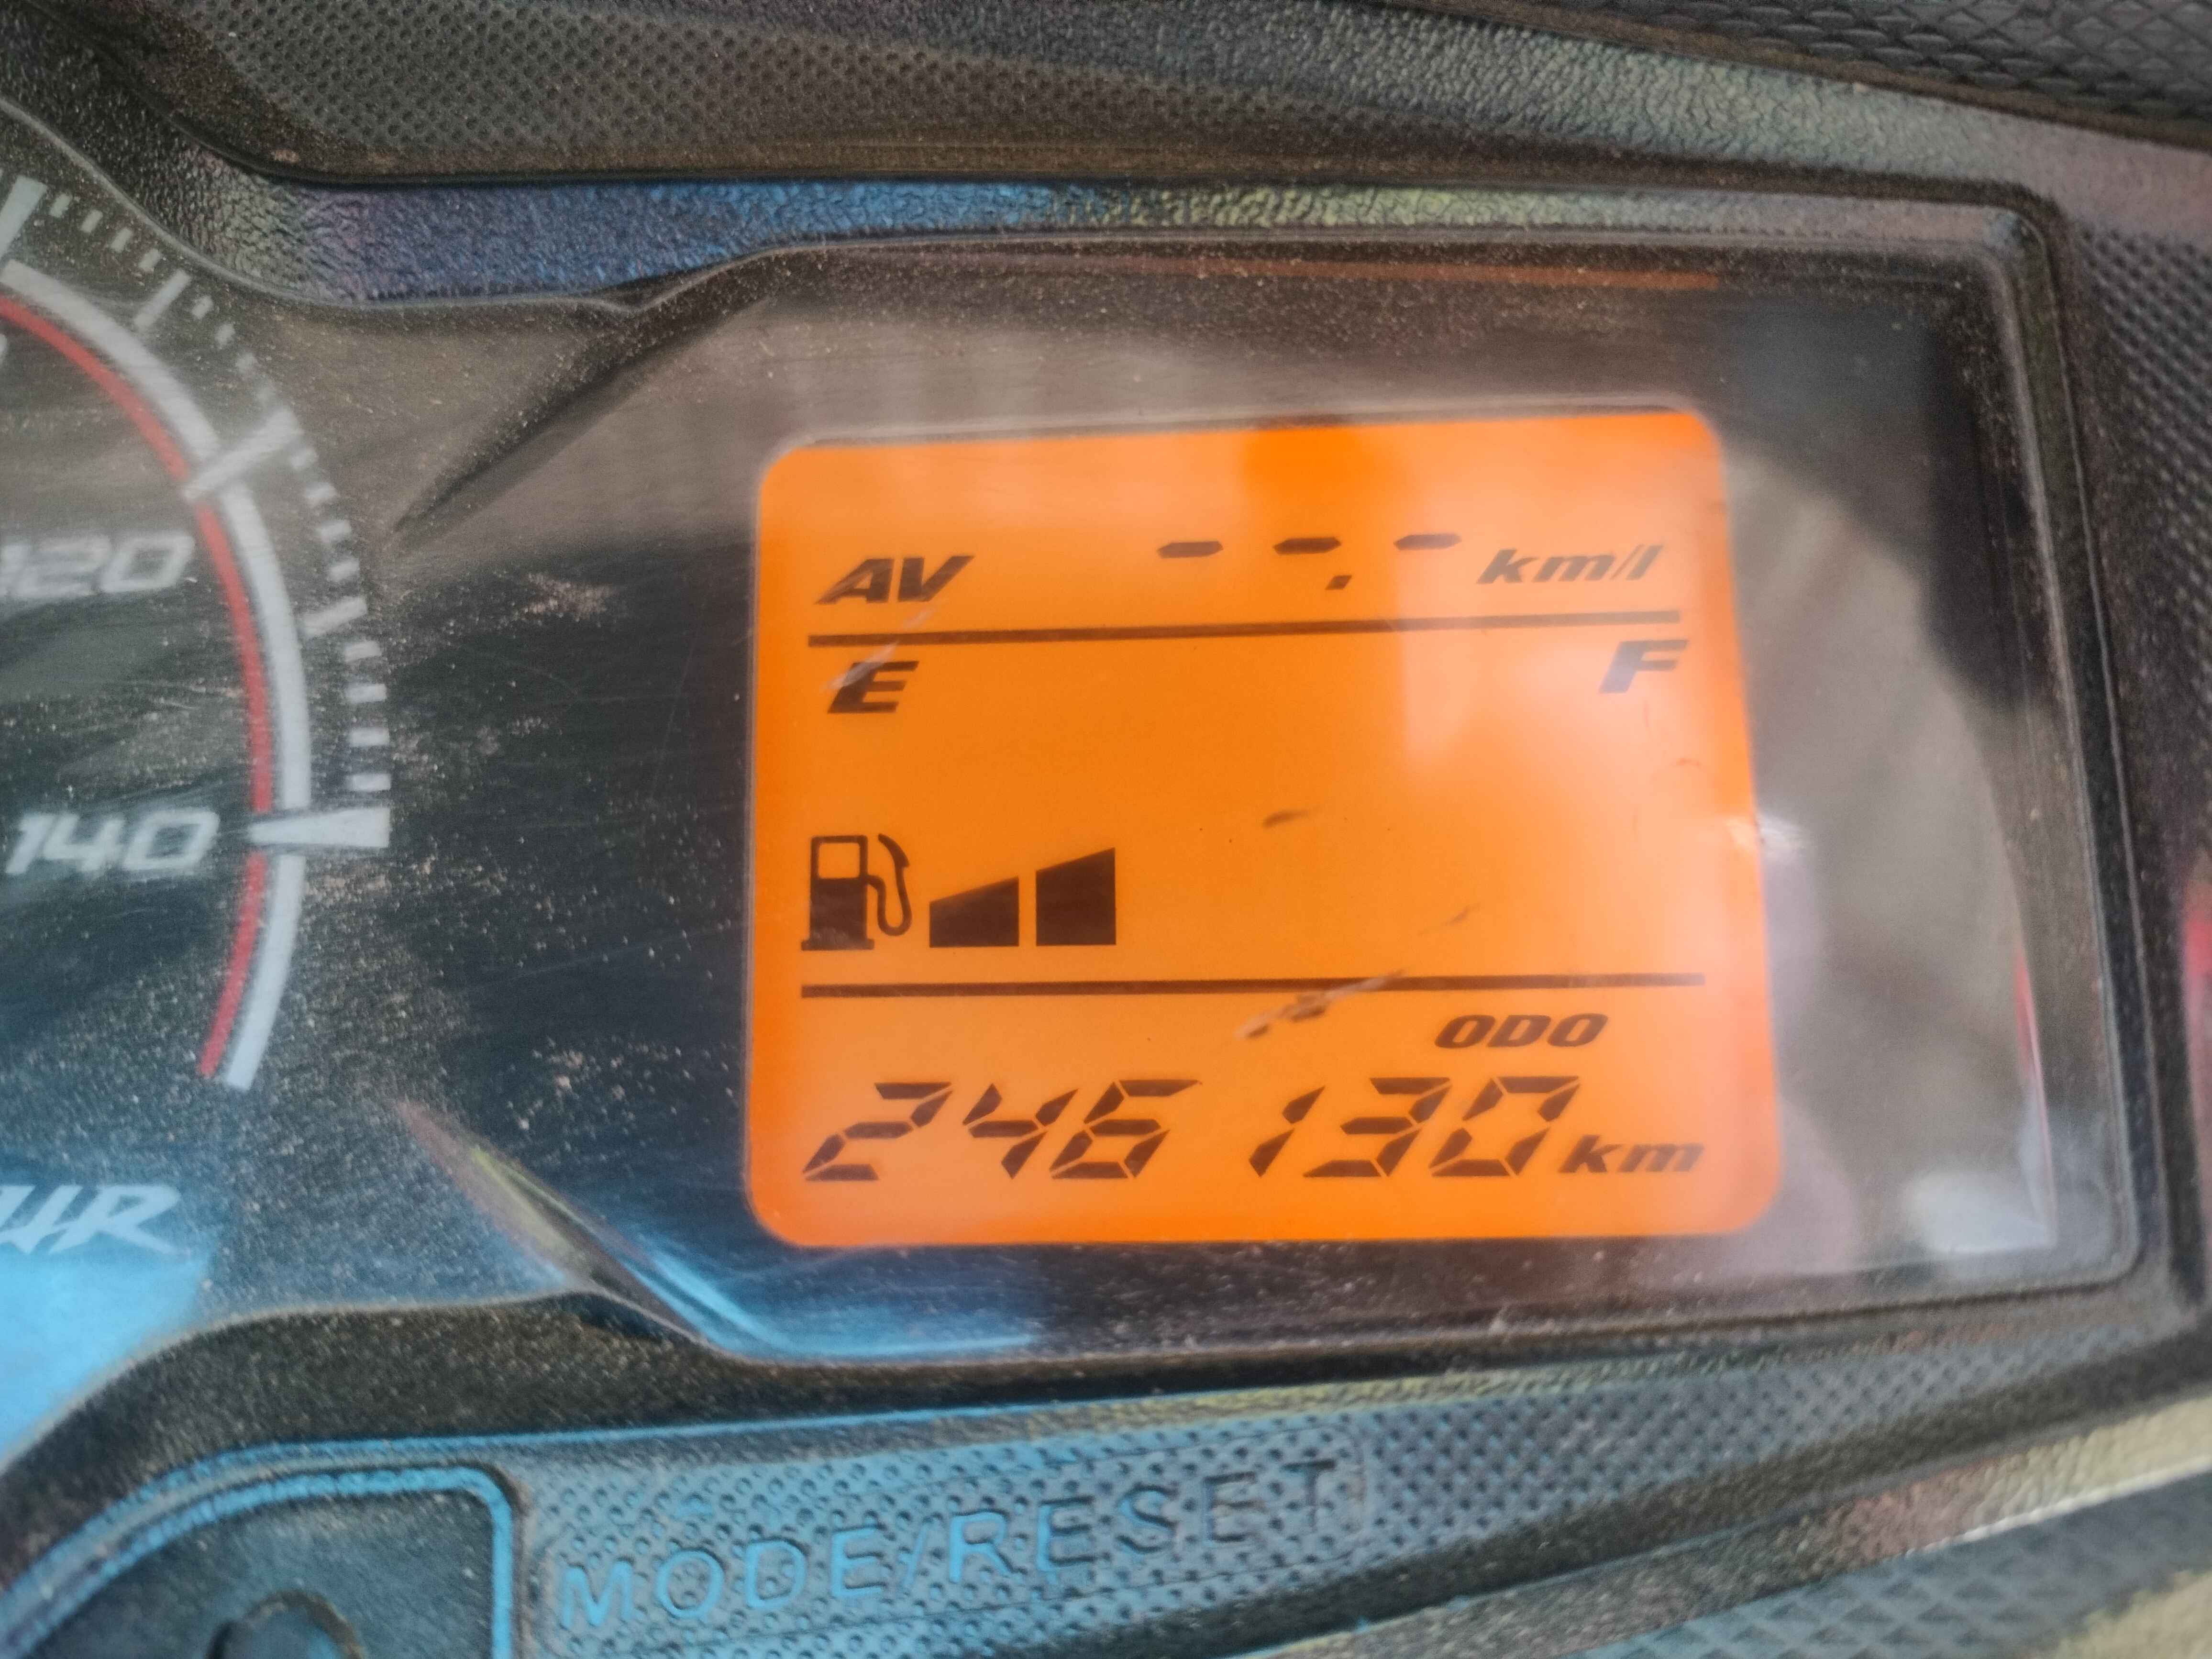 120
140
AV --.- km/l
E F
ODO
246130 km
MODE/RESET